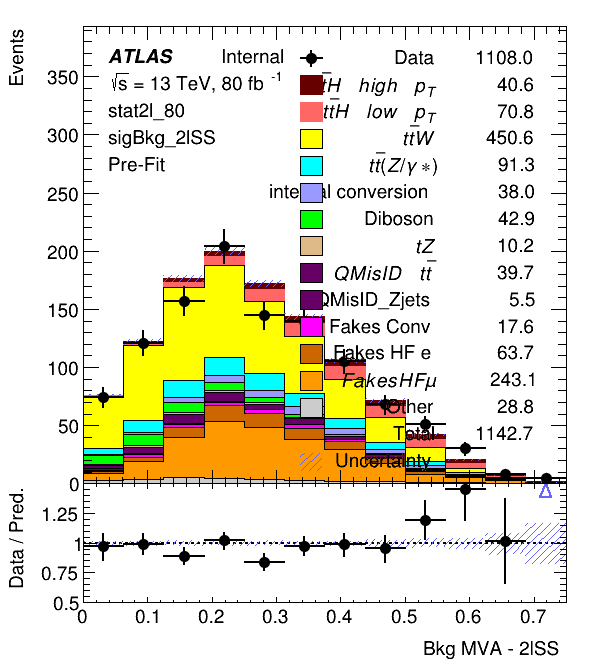 Events
ATLAS Internal
√s = 13 TeV, 80 fb⁻¹
stat2l_80
sigBkg_2lSS
Pre-Fit
Data 1108.0
tt̄H high p_T 40.6
tt̄H low p_T 70.8
tt̄W 450.6
tt̄(Z/γ*) 91.3
internal conversion 38.0
Diboson 42.9
tZ 10.2
QMisID tt̄ 39.7
QMisID_Zjets 5.5
Fakes Conv 17.6
Fakes HF e 63.7
FakesHFμ 243.1
Other 28.8
Total 1142.7
Uncertainty
350
300
250
200
150
100
50
0
Data / Pred.
1.25
1
0.75
0.5
0 0.1 0.2 0.3 0.4 0.5 0.6 0.7
Bkg MVA - 2lSS